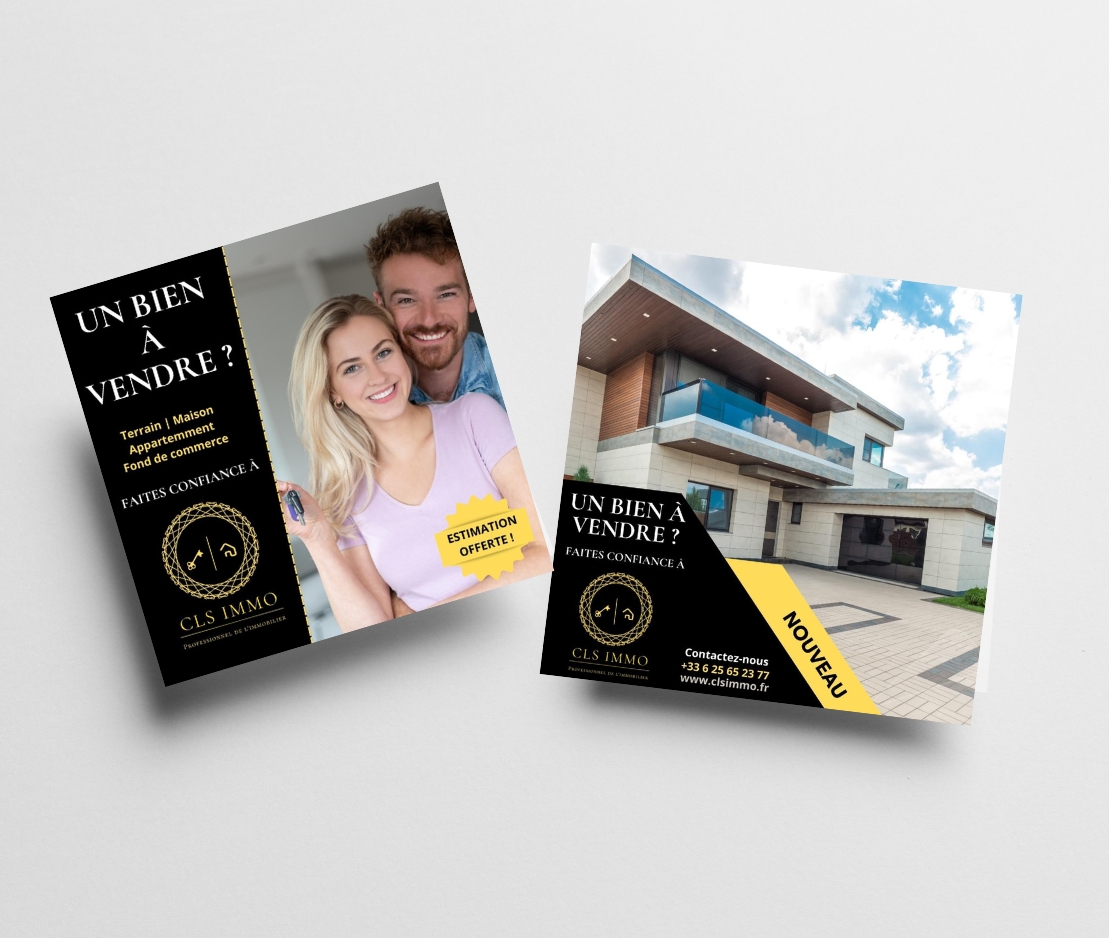 UN BIEN
À
VENDRE ?
Terrain | Maison
Appartemment
Fond de commerce
FAITES CONFIANCE À
CLS IMMO
PROFESSIONNEL DE L'IMMOBILIER
ESTIMATION
OFFERTE !
UN BIEN À
VENDRE ?
FAITES CONFIANCE À
CLS IMMO
PROFESSIONNEL DE L'IMMOBILIER
Contactez-nous
+33 6 25 65 23 77
www.clsimmo.fr
NOUVEAU